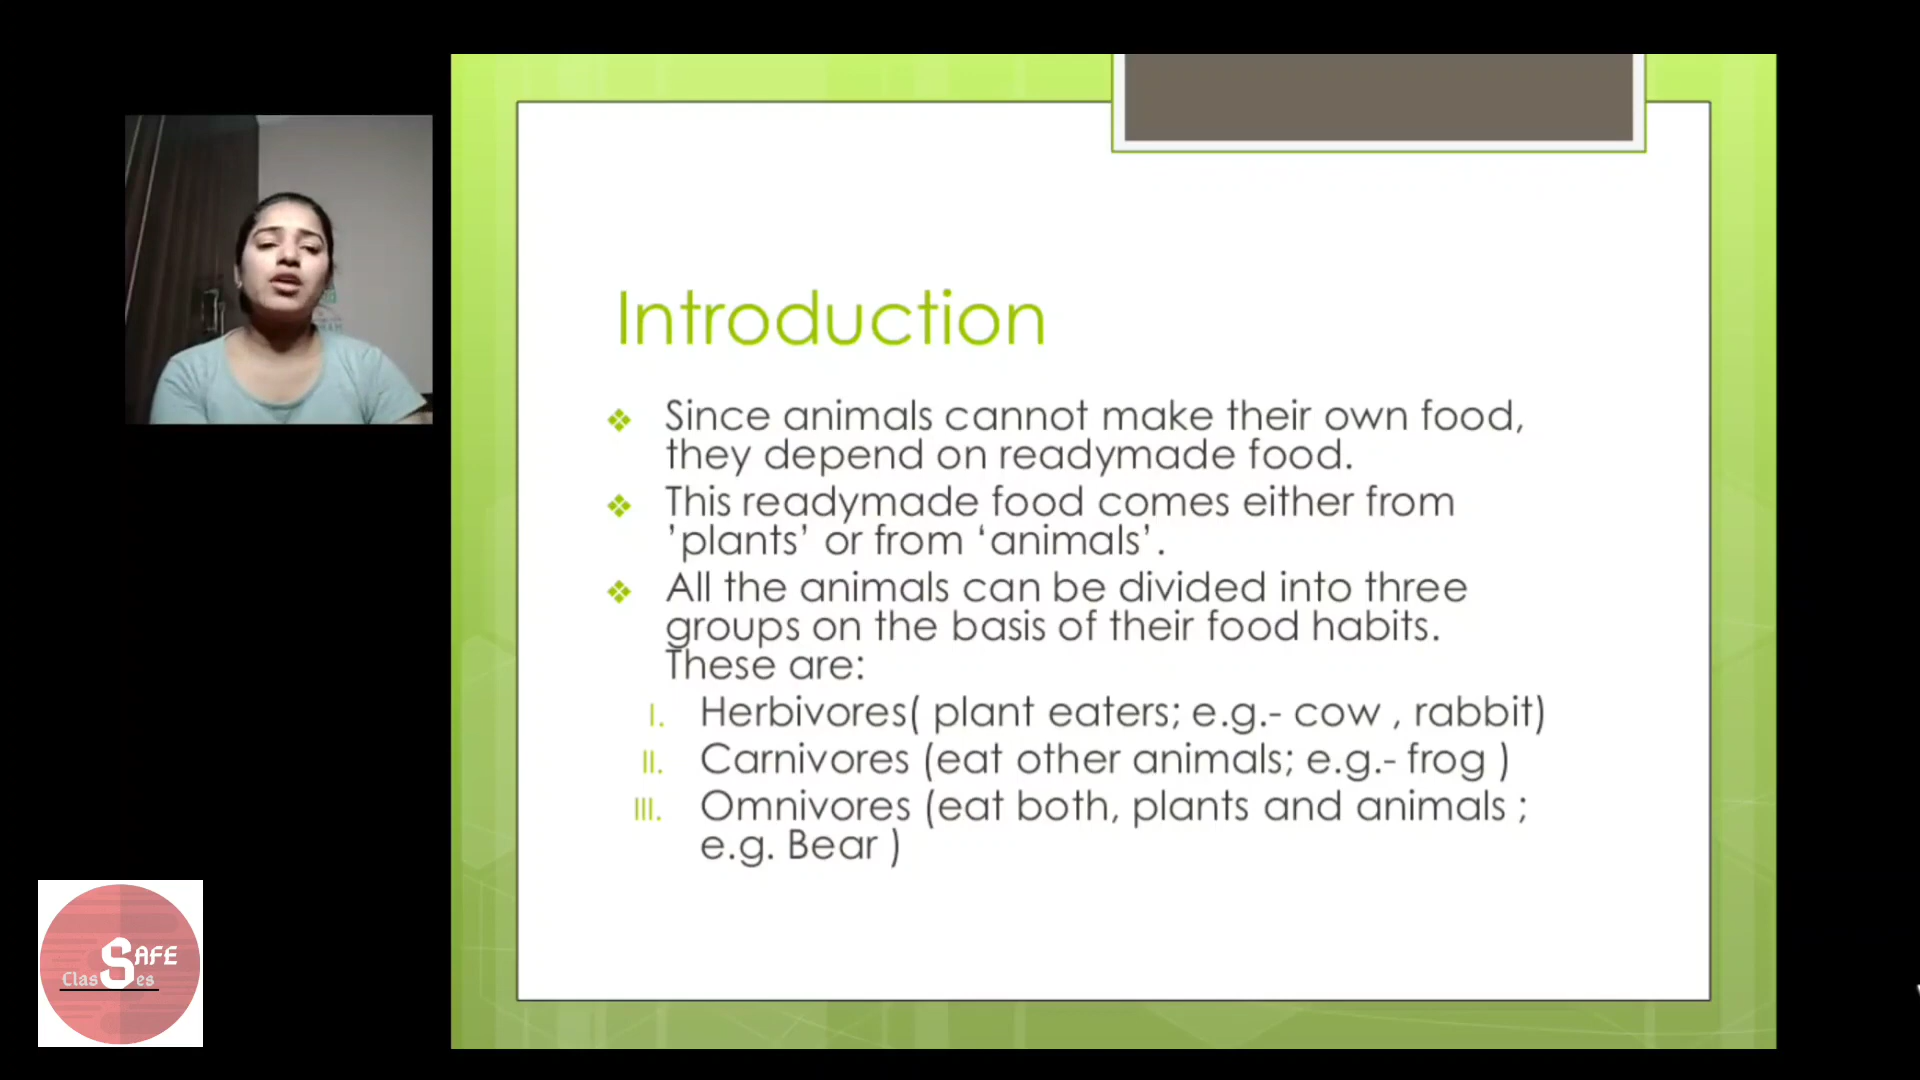 Introduction
❖ Since animals cannot make their own food,
they depend on readymade food.
❖ This readymade food comes either from
’plants’ or from ‘animals’.
❖ All the animals can be divided into three
groups on the basis of their food habits.
These are:
I. Herbivores( plant eaters; e.g.- cow , rabbit)
II. Carnivores (eat other animals; e.g.- frog )
III. Omnivores (eat both, plants and animals ;
e.g. Bear )
SAFE
Classes